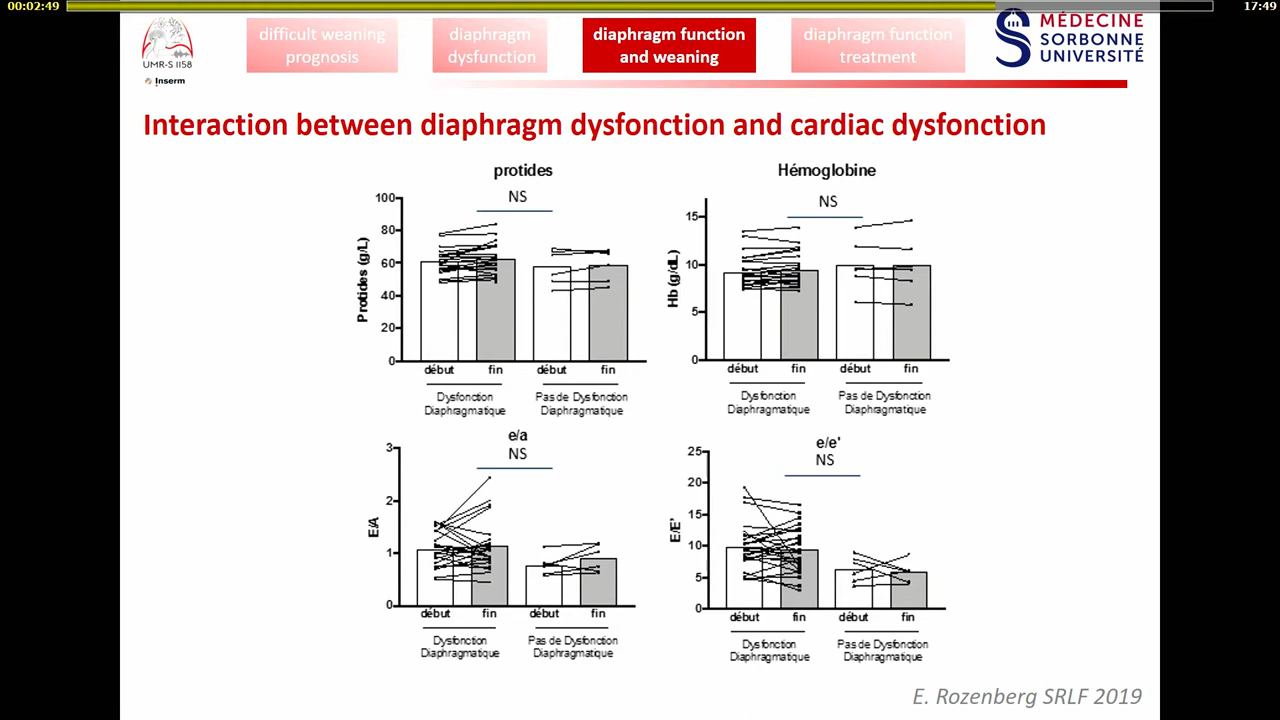 00:02:49
17:49
UMR-S 1158
Inserm
difficult weaning
prognosis
diaphragm
dysfunction
diaphragm function
and weaning
diaphragm function
treatment
MÉDECINE
SORBONNE
UNIVERSITÉ
Interaction between diaphragm dysfonction and cardiac dysfonction
protides
NS
Protides (g/L)
100
80
60
40
20
0
début fin début fin
Dysfonction
Diaphragmatique
Pas de Dysfonction
Diaphragmatique
Hémoglobine
NS
Hb (g/dL)
15
10
5
0
début fin début fin
Dysfonction
Diaphragmatique
Pas de Dysfonction
Diaphragmatique
e/a
NS
E/A
3
2
1
0
début fin début fin
Dysfonction
Diaphragmatique
Pas de Dysfonction
Diaphragmatique
e/e'
NS
E/E'
25
20
15
10
5
0
début fin début fin
Dysfonction
Diaphragmatique
Pas de Dysfonction
Diaphragmatique
E. Rozenberg SRLF 2019